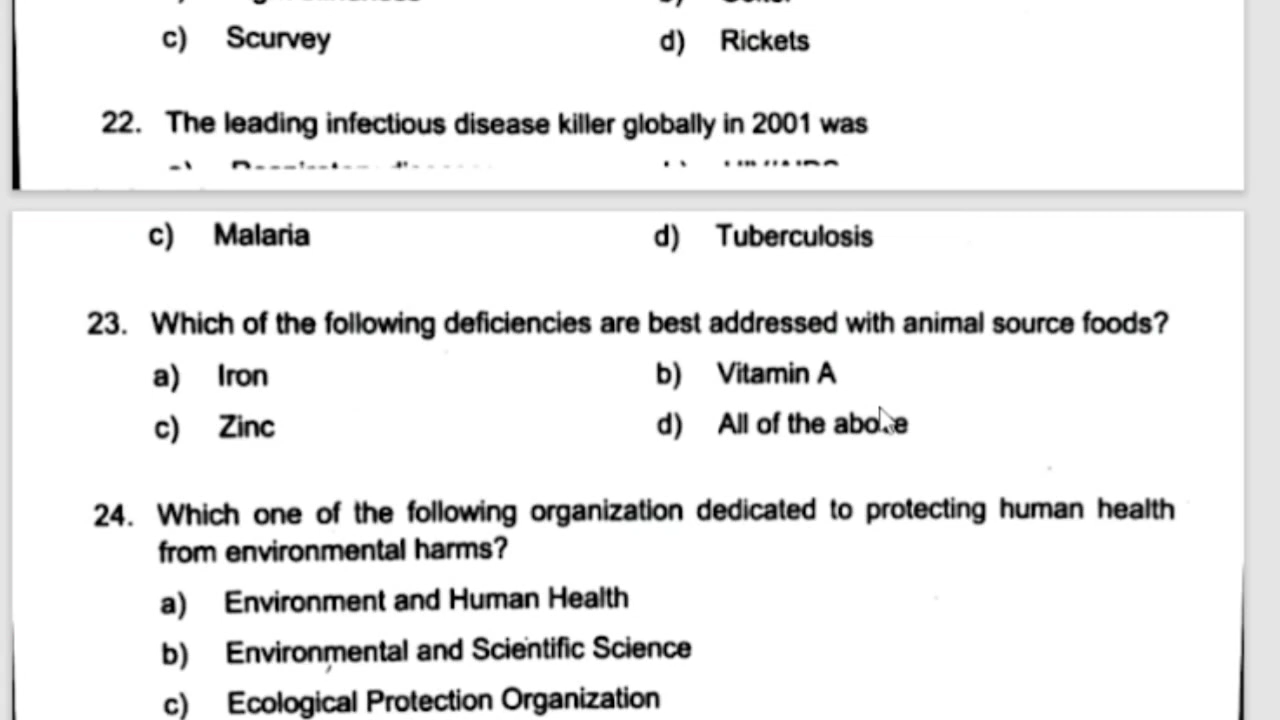 c) Scurvey d) Rickets
22. The leading infectious disease killer globally in 2001 was
c) Malaria d) Tuberculosis
23. Which of the following deficiencies are best addressed with animal source foods?
a) Iron b) Vitamin A
c) Zinc d) All of the above
24. Which one of the following organization dedicated to protecting human health
from environmental harms?
a) Environment and Human Health
b) Environmental and Scientific Science
c) Ecological Protection Organization